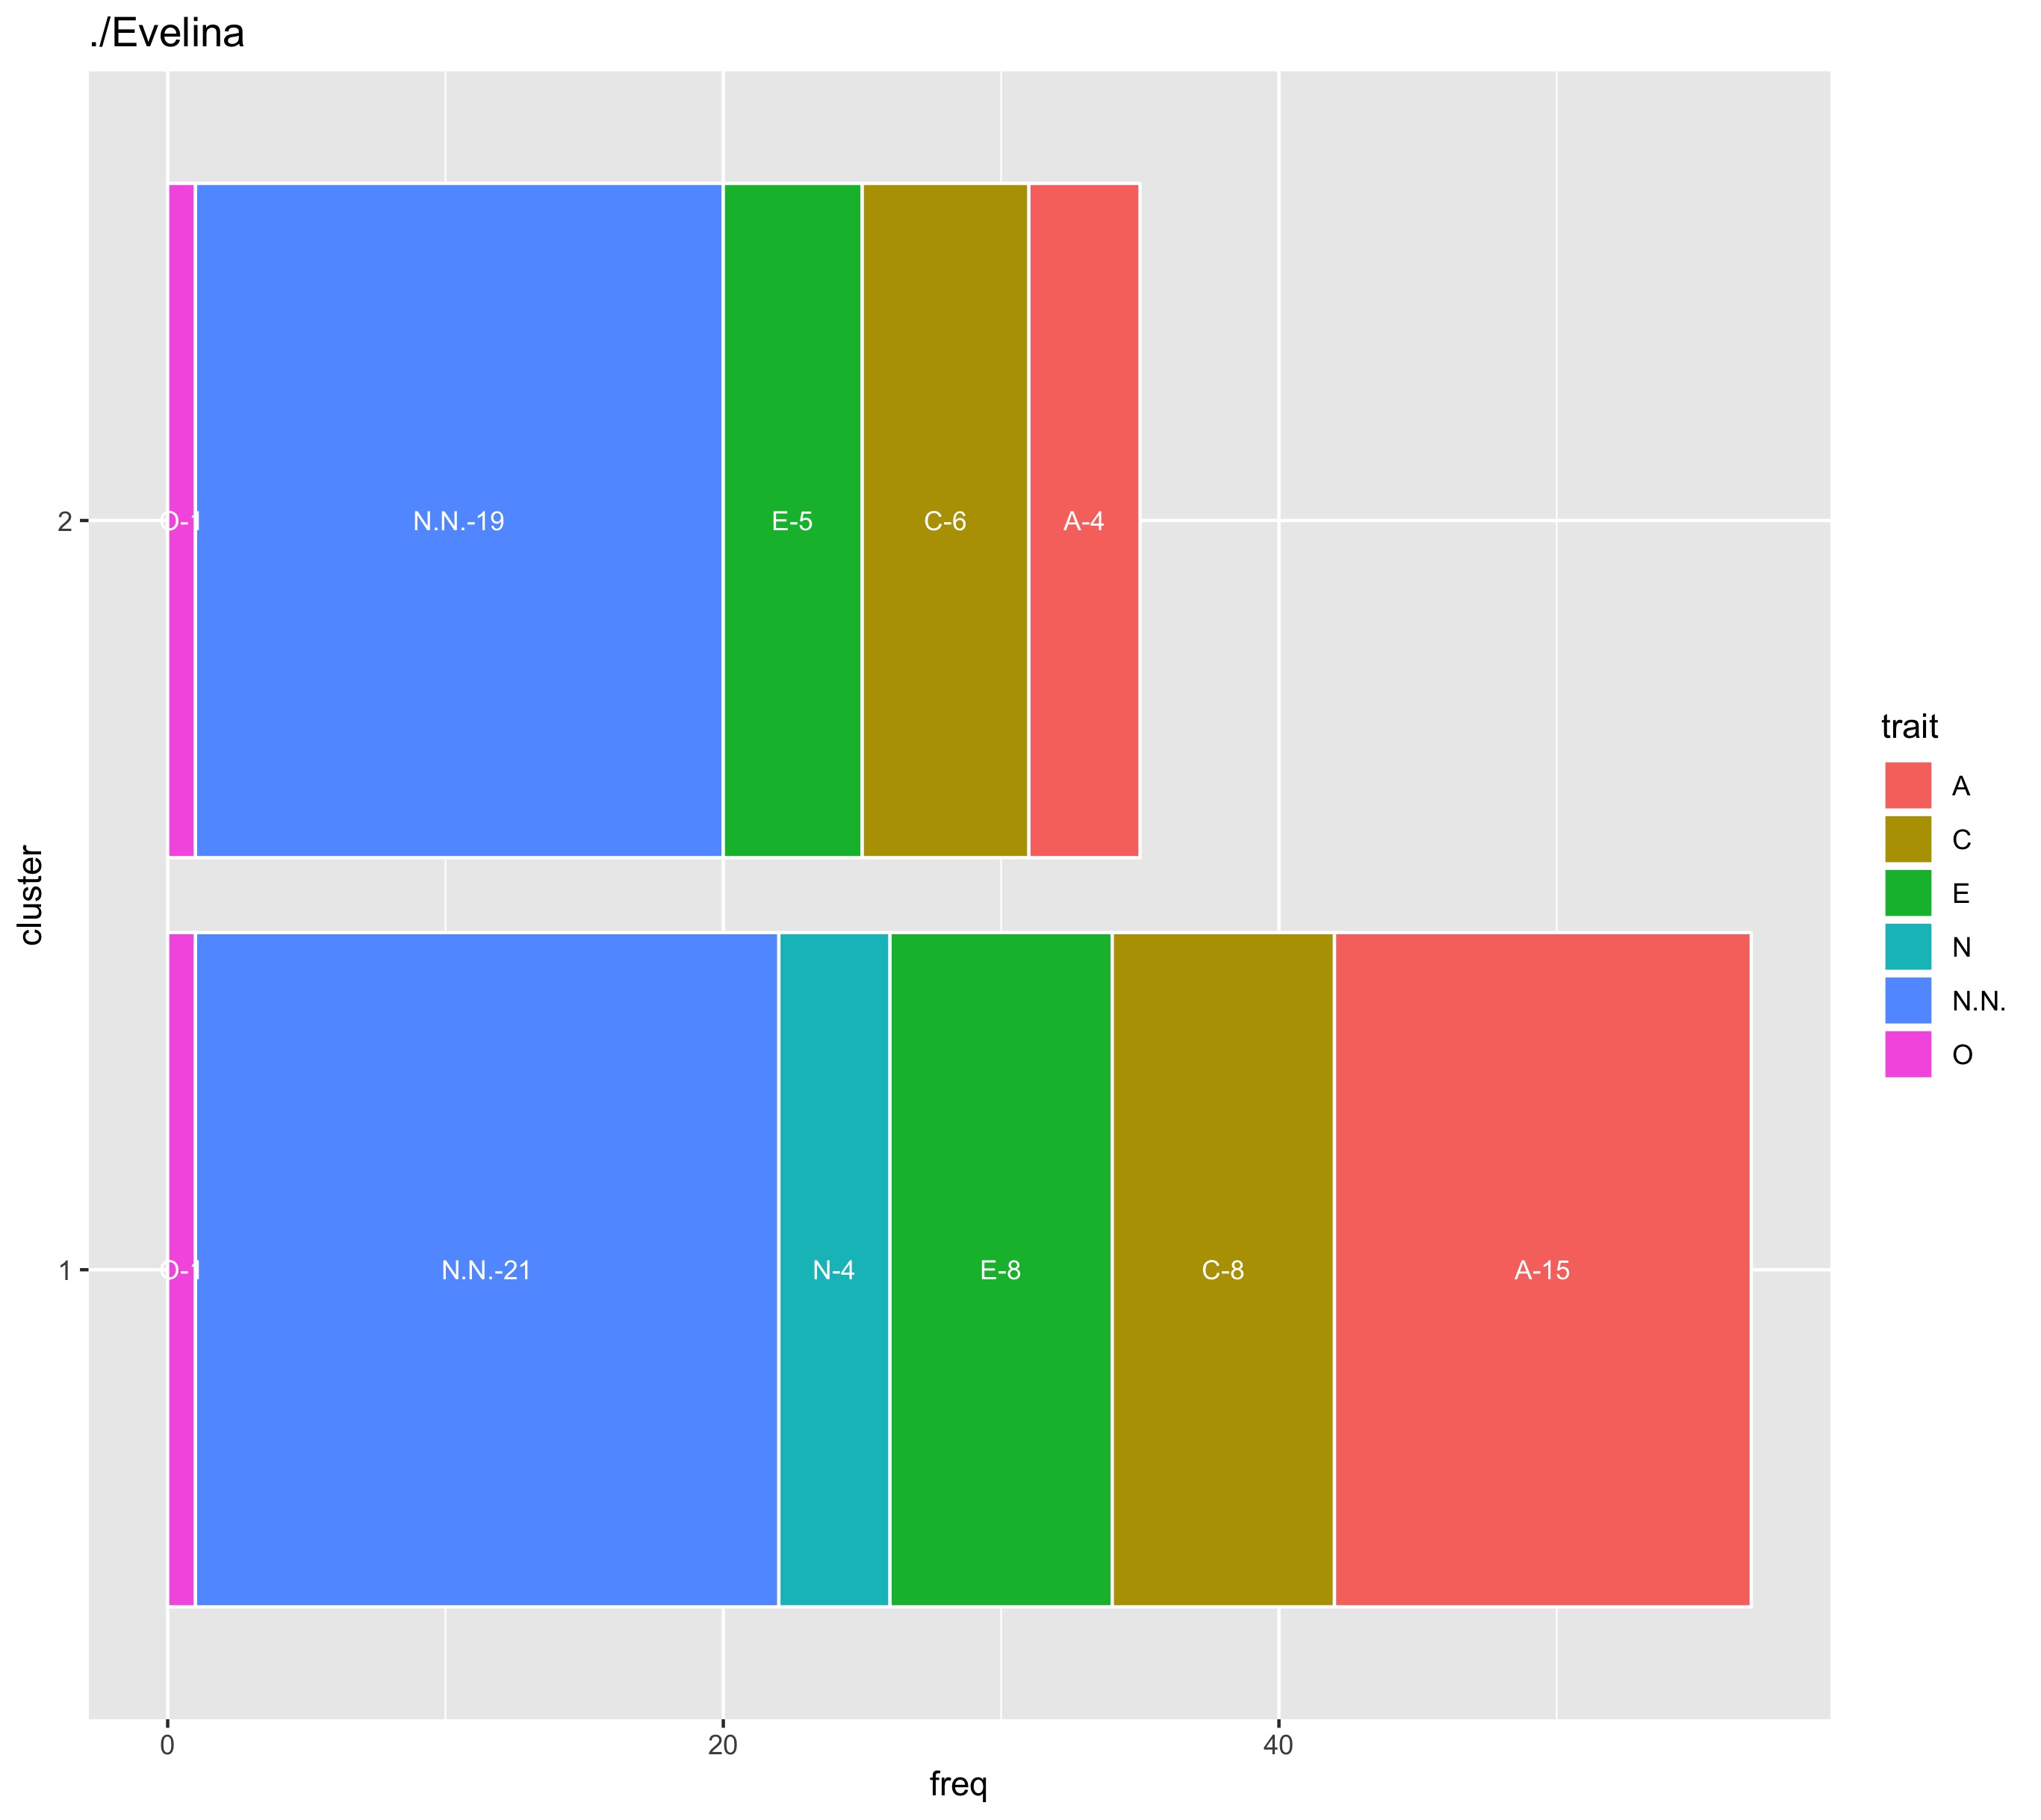 ./Evelina
cluster
2
O-1 N.N.-19 E-5 C-6 A-4
1
O-1 N.N.-21 N-4 E-8 C-8 A-15
0 20 40
freq
trait
A
C
E
N
N.N.
O